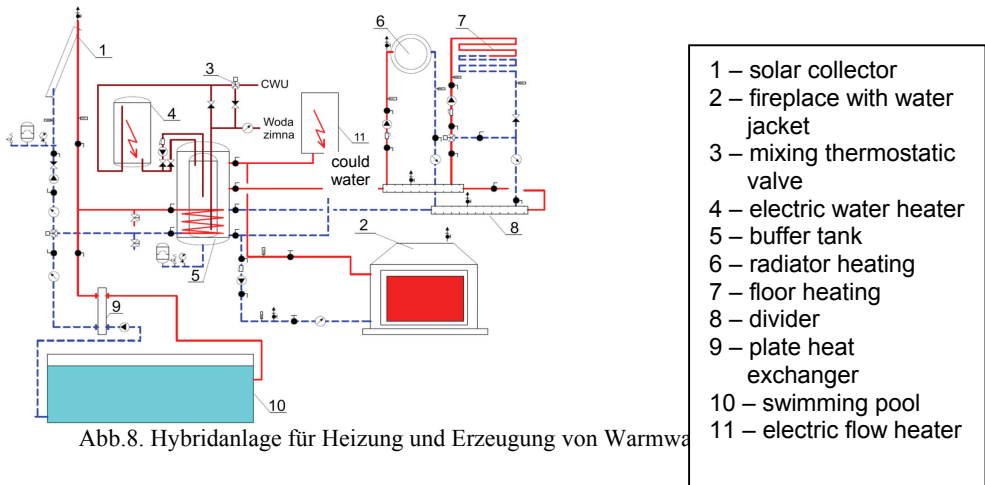 1
2
3
4
5
6
7
8
9
10
11
CWU
Woda
zimna
could
water
Abb.8. Hybridanlage für Heizung und Erzeugung von Warmwa
1 – solar collector
2 – fireplace with water
jacket
3 – mixing thermostatic
valve
4 – electric water heater
5 – buffer tank
6 – radiator heating
7 – floor heating
8 – divider
9 – plate heat
exchanger
10 – swimming pool
11 – electric flow heater